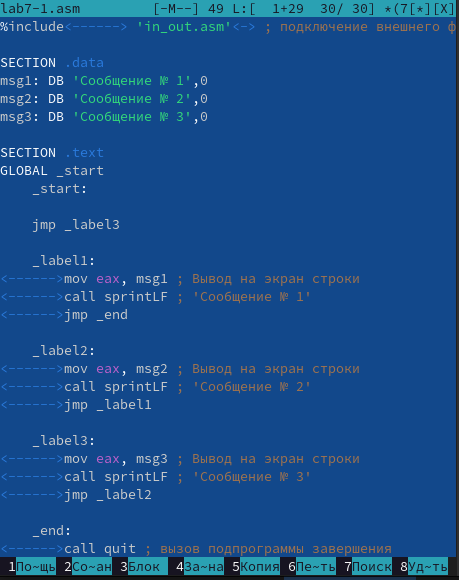 lab7-1.asm [-M--] 49 L:[ 1+29 30/ 30] *(7[*][X]
%include<------> 'in_out.asm'<-> ; подключение внешнего ф
SECTION .data
msg1: DB 'Сообщение № 1',0
msg2: DB 'Сообщение № 2',0
msg3: DB 'Сообщение № 3',0
SECTION .text
GLOBAL _start
_start:
jmp _label3
_label1:
<------>mov eax, msg1 ; Вывод на экран строки
<------>call sprintLF ; 'Сообщение № 1'
<------>jmp _end
_label2:
<------>mov eax, msg2 ; Вывод на экран строки
<------>call sprintLF ; 'Сообщение № 2'
<------>jmp _label1
_label3:
<------>mov eax, msg3 ; Вывод на экран строки
<------>call sprintLF ; 'Сообщение № 3'
<------>jmp _label2
_end:
<------>call quit ; вызов подпрограммы завершения
1По~щь 2Со~ан 3Блок 4За~на 5Копия 6Пе~ть 7Поиск 8Уд~ть